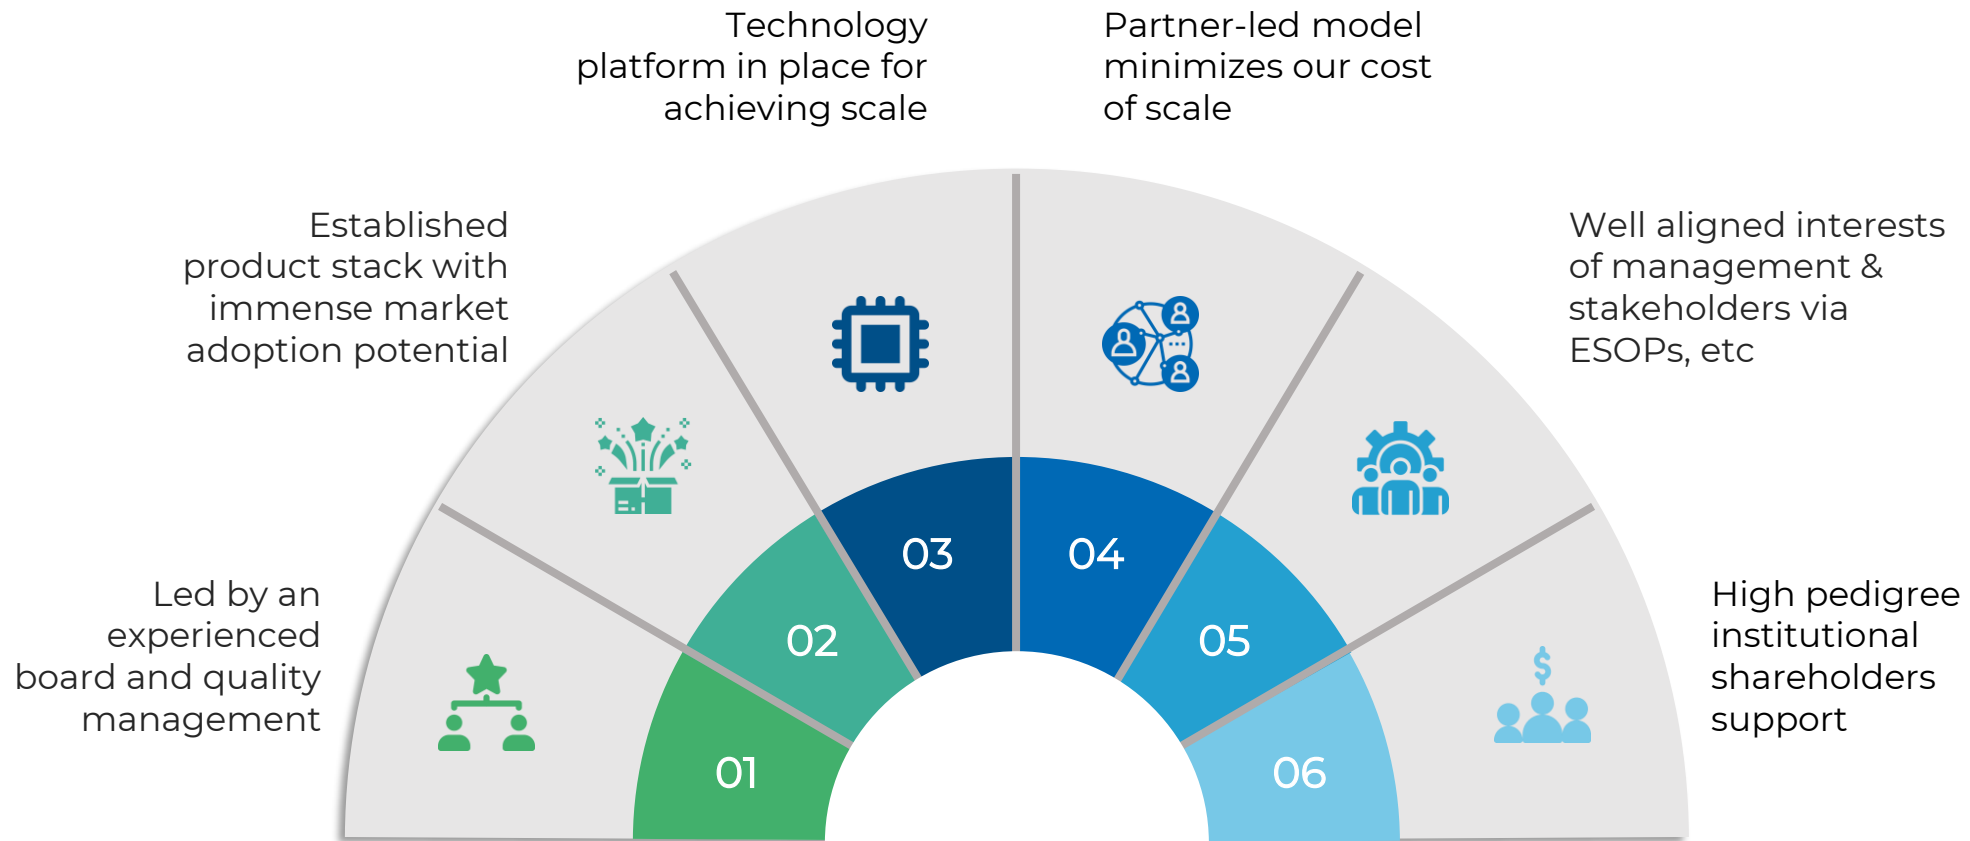 Technology
platform in place for
achieving scale
Partner-led model
minimizes our cost
of scale
Established
product stack with
immense market
adoption potential
Well aligned interests
of management &
stakeholders via
ESOPs, etc
Led by an
experienced
board and quality
management
High pedigree
institutional
shareholders
support
01
02
03
04
05
06